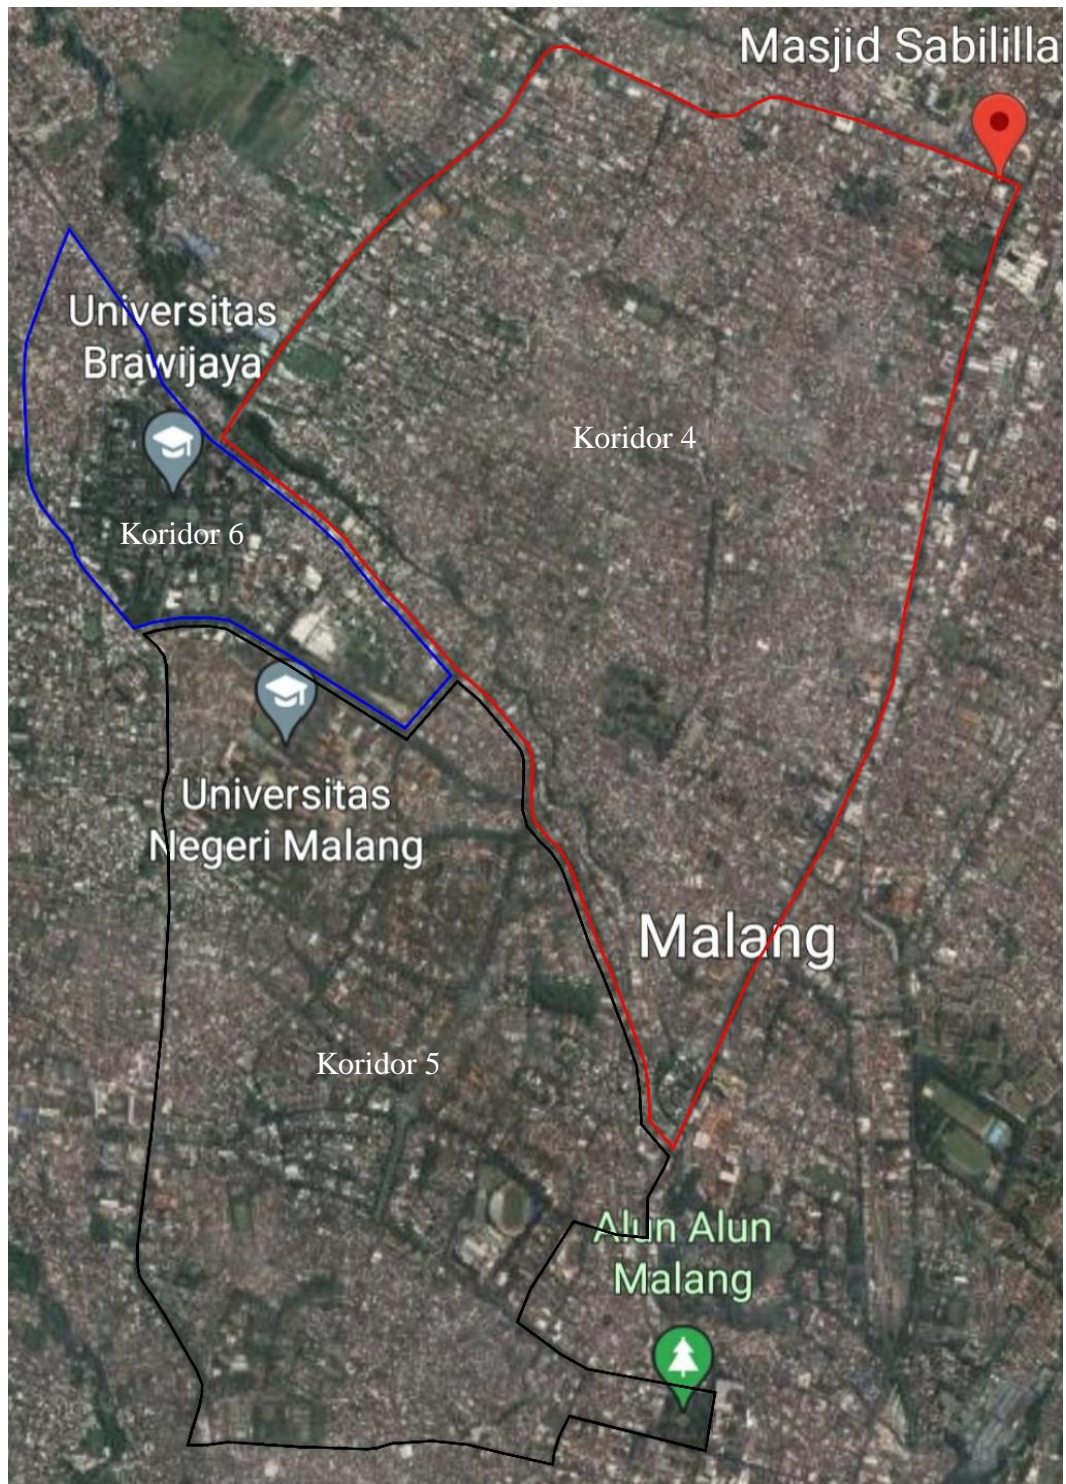 Masjid Sabililla
Universitas
Brawijaya
Koridor 4
Koridor 6
Universitas
Negeri Malang
Malang
Koridor 5
Alun Alun
Malang